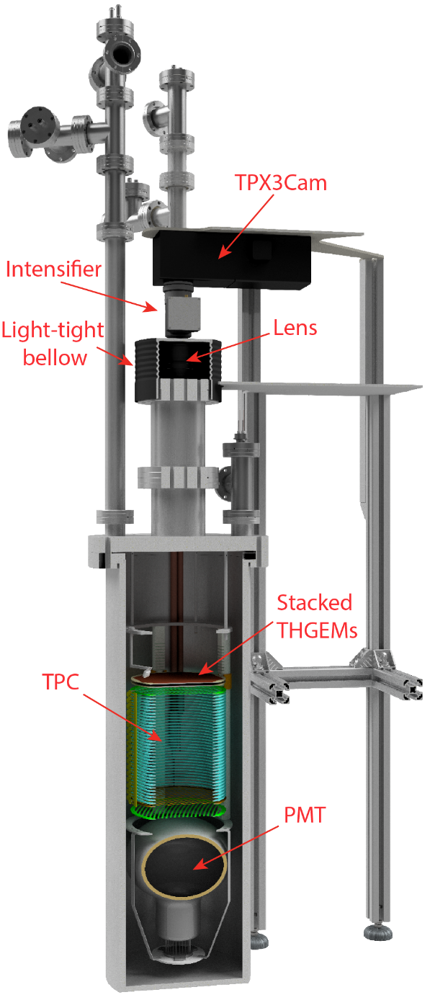 TPX3Cam
Intensifier
Light-tight
bellow
Lens
Stacked
THGEMs
TPC
PMT